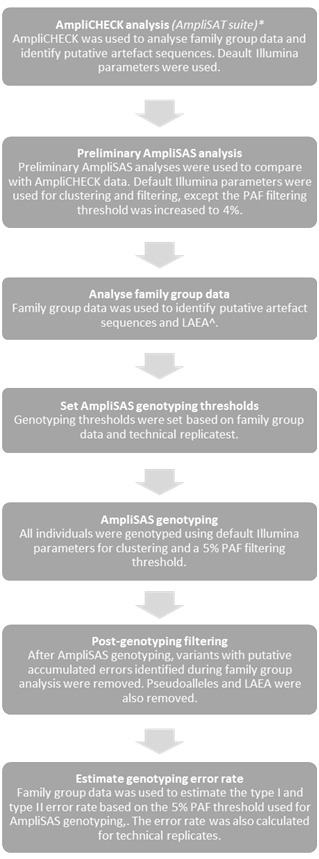 AmpliCHECK analysis (AmpliSAT suite)*
AmpliCHECK was used to analyse family group data and
identify putative artefact sequences. Deault Illumina
parameters were used.
Preliminary AmpliSAS analysis
Preliminary AmpliSAS analyses were used to compare
with AmpliCHECK data. Default Illumina parameters were
used for clustering and filtering, except the PAF filtering
threshold was increased to 4%.
Analyse family group data
Family group data was used to identify putative artefact
sequences and LAEA^.
Set AmpliSAS genotyping thresholds
Genotyping thresholds were set based on family group
data and technical replicatest.
AmpliSAS genotyping
All individuals were genotyped using default Illumina
parameters for clustering and a 5% PAF filtering
threshold.
Post-genotyping filtering
After AmpliSAS genotyping, variants with putative
accumulated errors identified during family group
analysis were removed. Pseudoalleles and LAEA were
also removed.
Estimate genotyping error rate
Family group data was used to estimate the type I and
type II error rate based on the 5% PAF threshold used for
AmpliSAS genotyping,. The error rate was also calculated
for technical replicates.